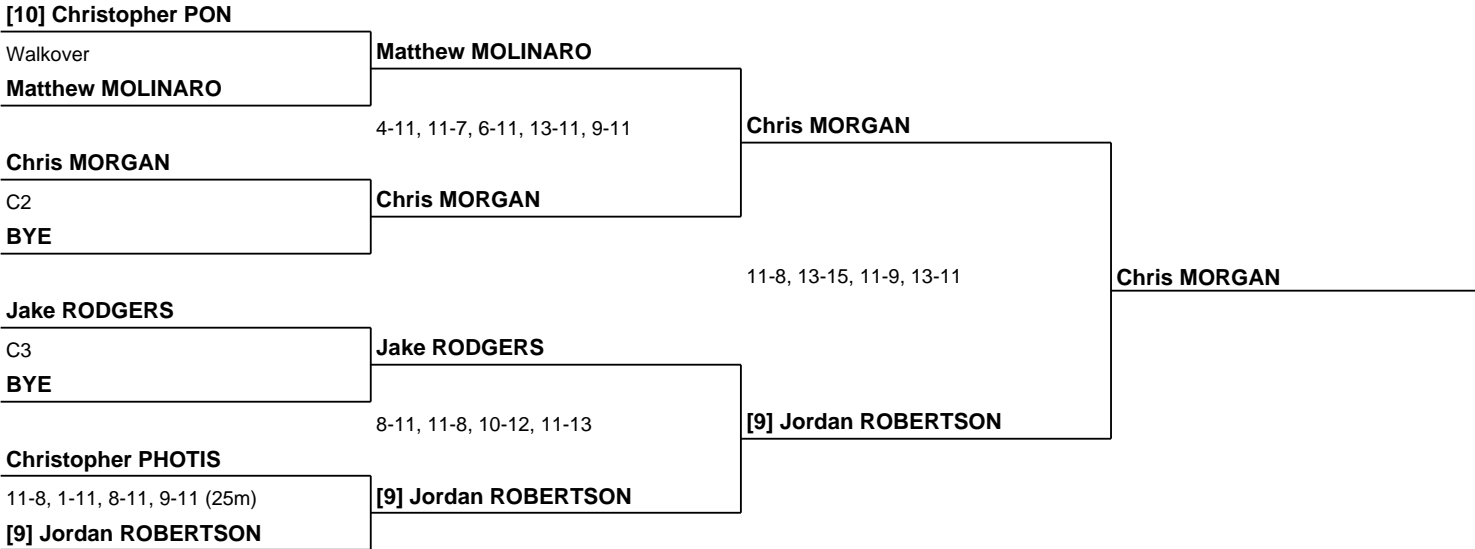 [10] Christopher PON
Walkover
Matthew MOLINARO
Matthew MOLINARO
4-11, 11-7, 6-11, 13-11, 9-11
Chris MORGAN
Chris MORGAN
C2
BYE
Chris MORGAN
11-8, 13-15, 11-9, 13-11
Chris MORGAN
Jake RODGERS
C3
BYE
Jake RODGERS
8-11, 11-8, 10-12, 11-13
[9] Jordan ROBERTSON
Christopher PHOTIS
11-8, 1-11, 8-11, 9-11 (25m)
[9] Jordan ROBERTSON
[9] Jordan ROBERTSON